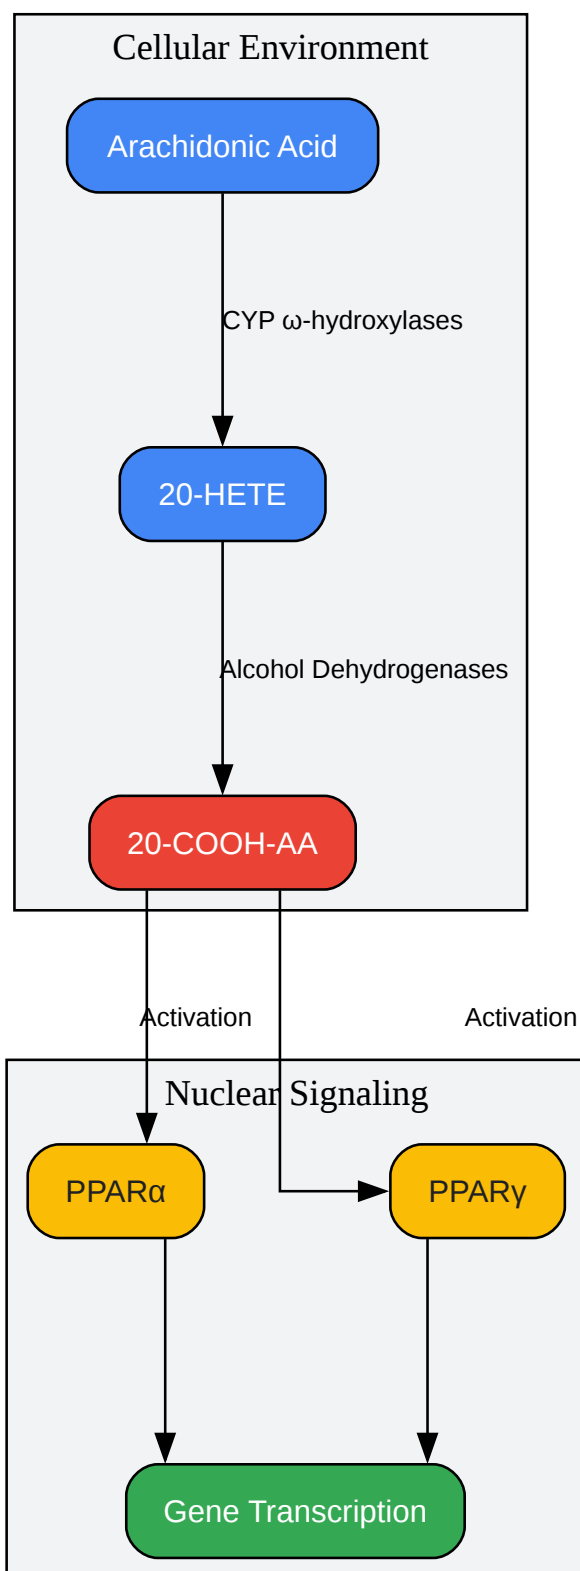 Cellular Environment
Arachidonic Acid
CYP ω-hydroxylases
20-HETE
Alcohol Dehydrogenases
20-COOH-AA
Activation
Activation
Nuclear Signaling
PPARα
PPARγ
Gene Transcription